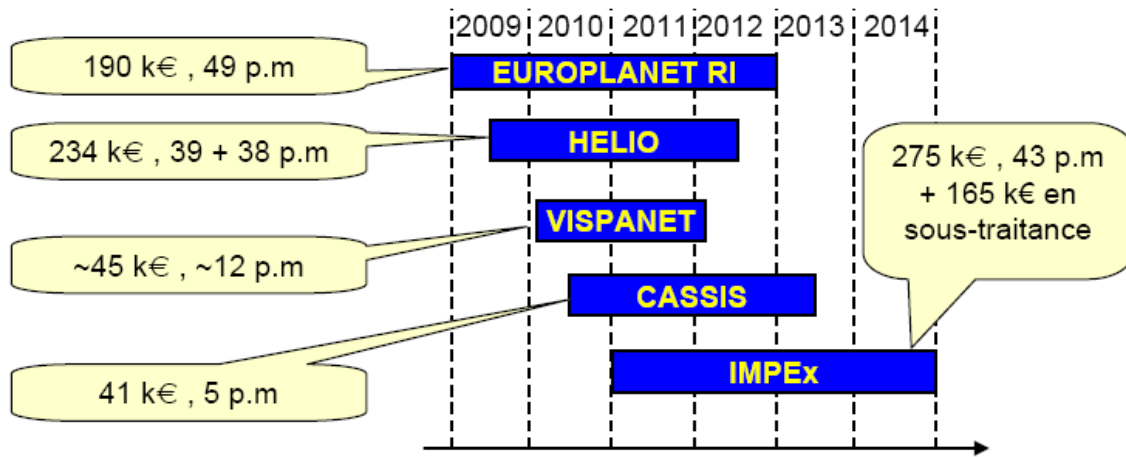 2009 2010 2011 2012 2013 2014
190 k€ , 49 p.m
EUROPLANET RI
234 k€ , 39 + 38 p.m
HELIO
275 k€ , 43 p.m
+ 165 k€ en
sous-traitance
~45 k€ , ~12 p.m
VISPANET
CASSIS
41 k€ , 5 p.m
IMPEx